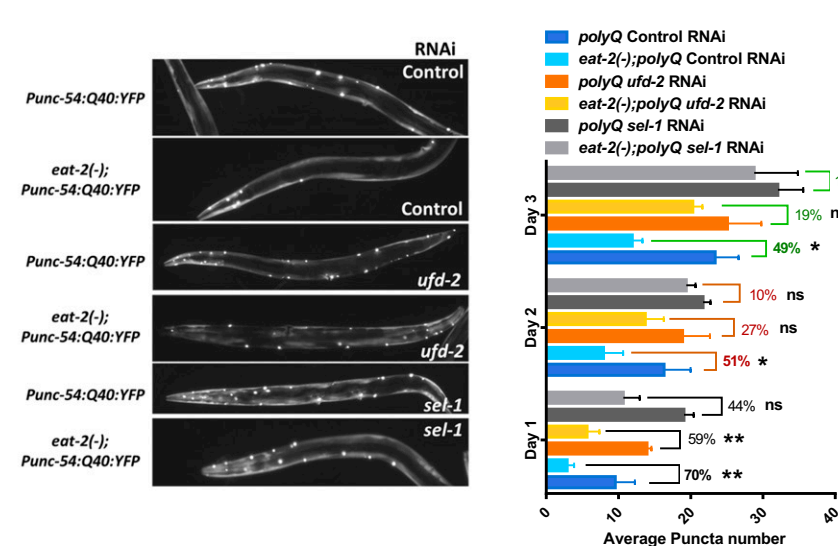 RNAi
Control
Punc-54:Q40:YFP
eat-2(-);
Punc-54:Q40:YFP
Control
Punc-54:Q40:YFP
ufd-2
eat-2(-);
Punc-54:Q40:YFP
ufd-2
Punc-54:Q40:YFP
sel-1
sel-1
eat-2(-);
Punc-54:Q40:YFP
polyQ Control RNAi
eat-2(-);polyQ Control RNAi
polyQ ufd-2 RNAi
eat-2(-);polyQ ufd-2 RNAi
polyQ sel-1 RNAi
eat-2(-);polyQ sel-1 RNAi
Day 3
19%
49% *
Day 2
10% ns
27% ns
51% *
Day 1
44% ns
59% **
70% **
0 10 20 30 40
Average Puncta number